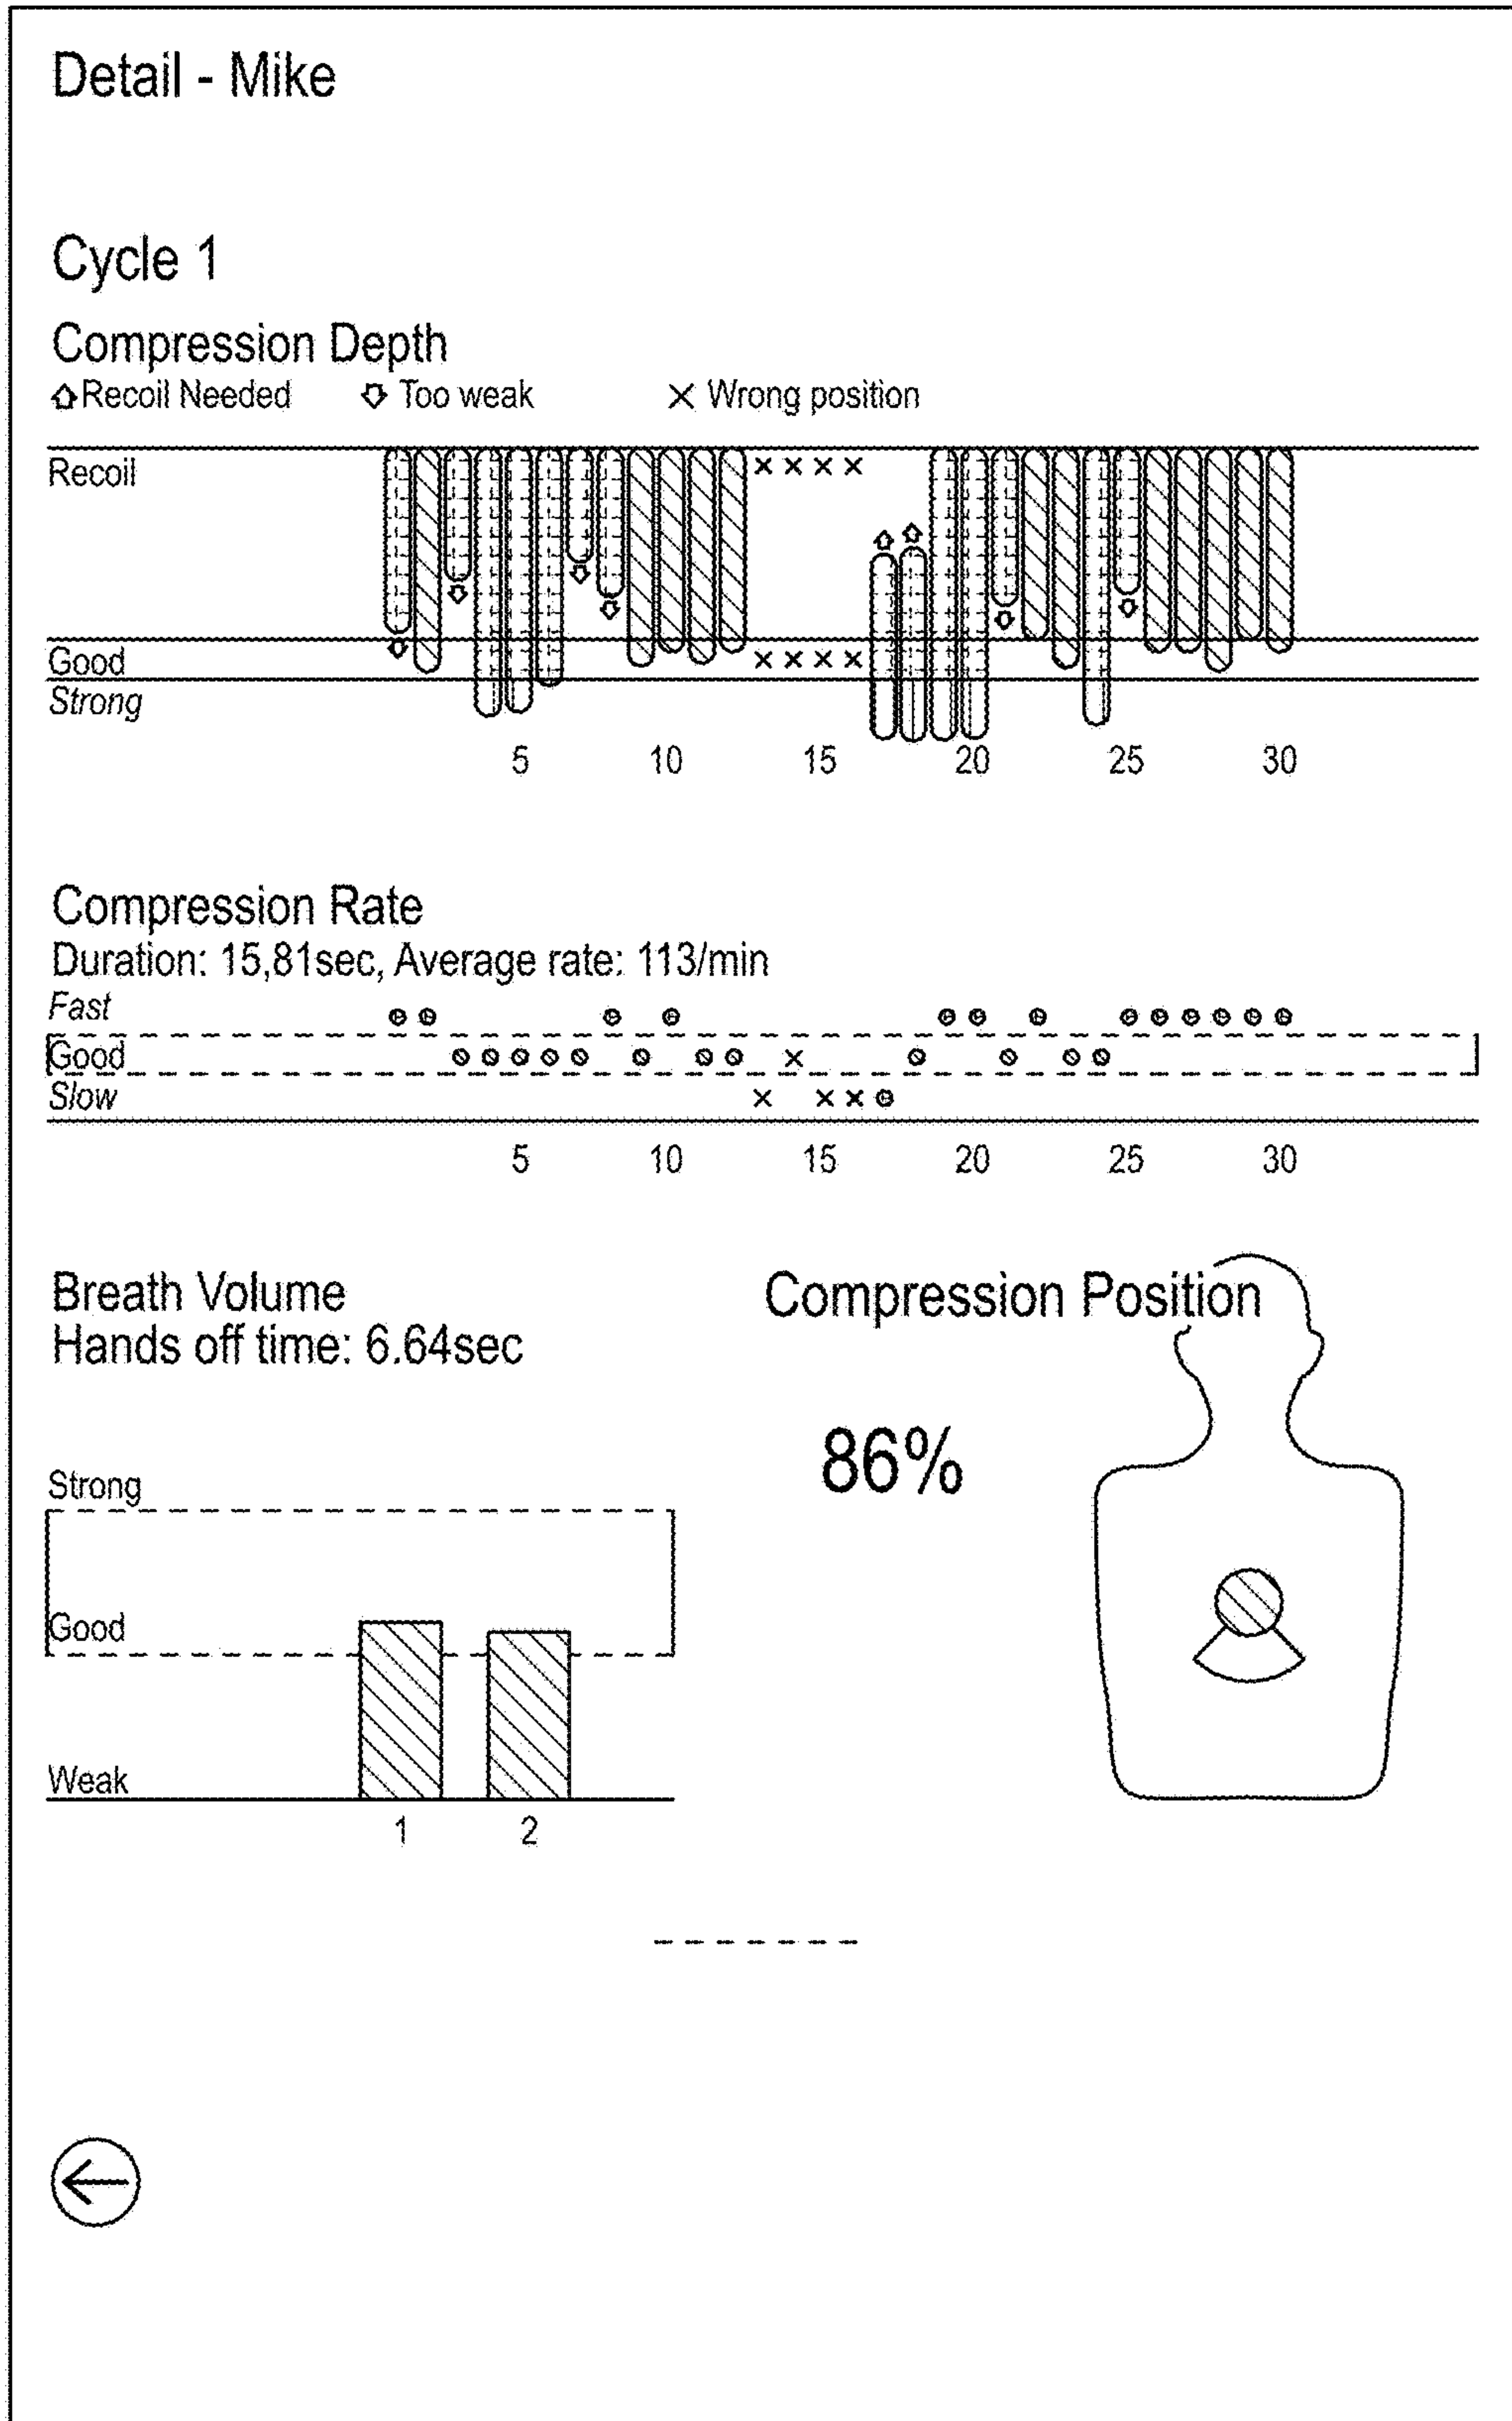 Detail - Mike
Cycle 1
Compression Depth
Recoil Needed Too weak × Wrong position
Recoil
Good
Strong
5 10 15 20 25 30
Compression Rate
Duration: 15,81sec, Average rate: 113/min
Fast
Good
Slow
5 10 15 20 25 30
Breath Volume
Hands off time: 6.64sec
Strong
Good
Weak
1 2
Compression Position
86%